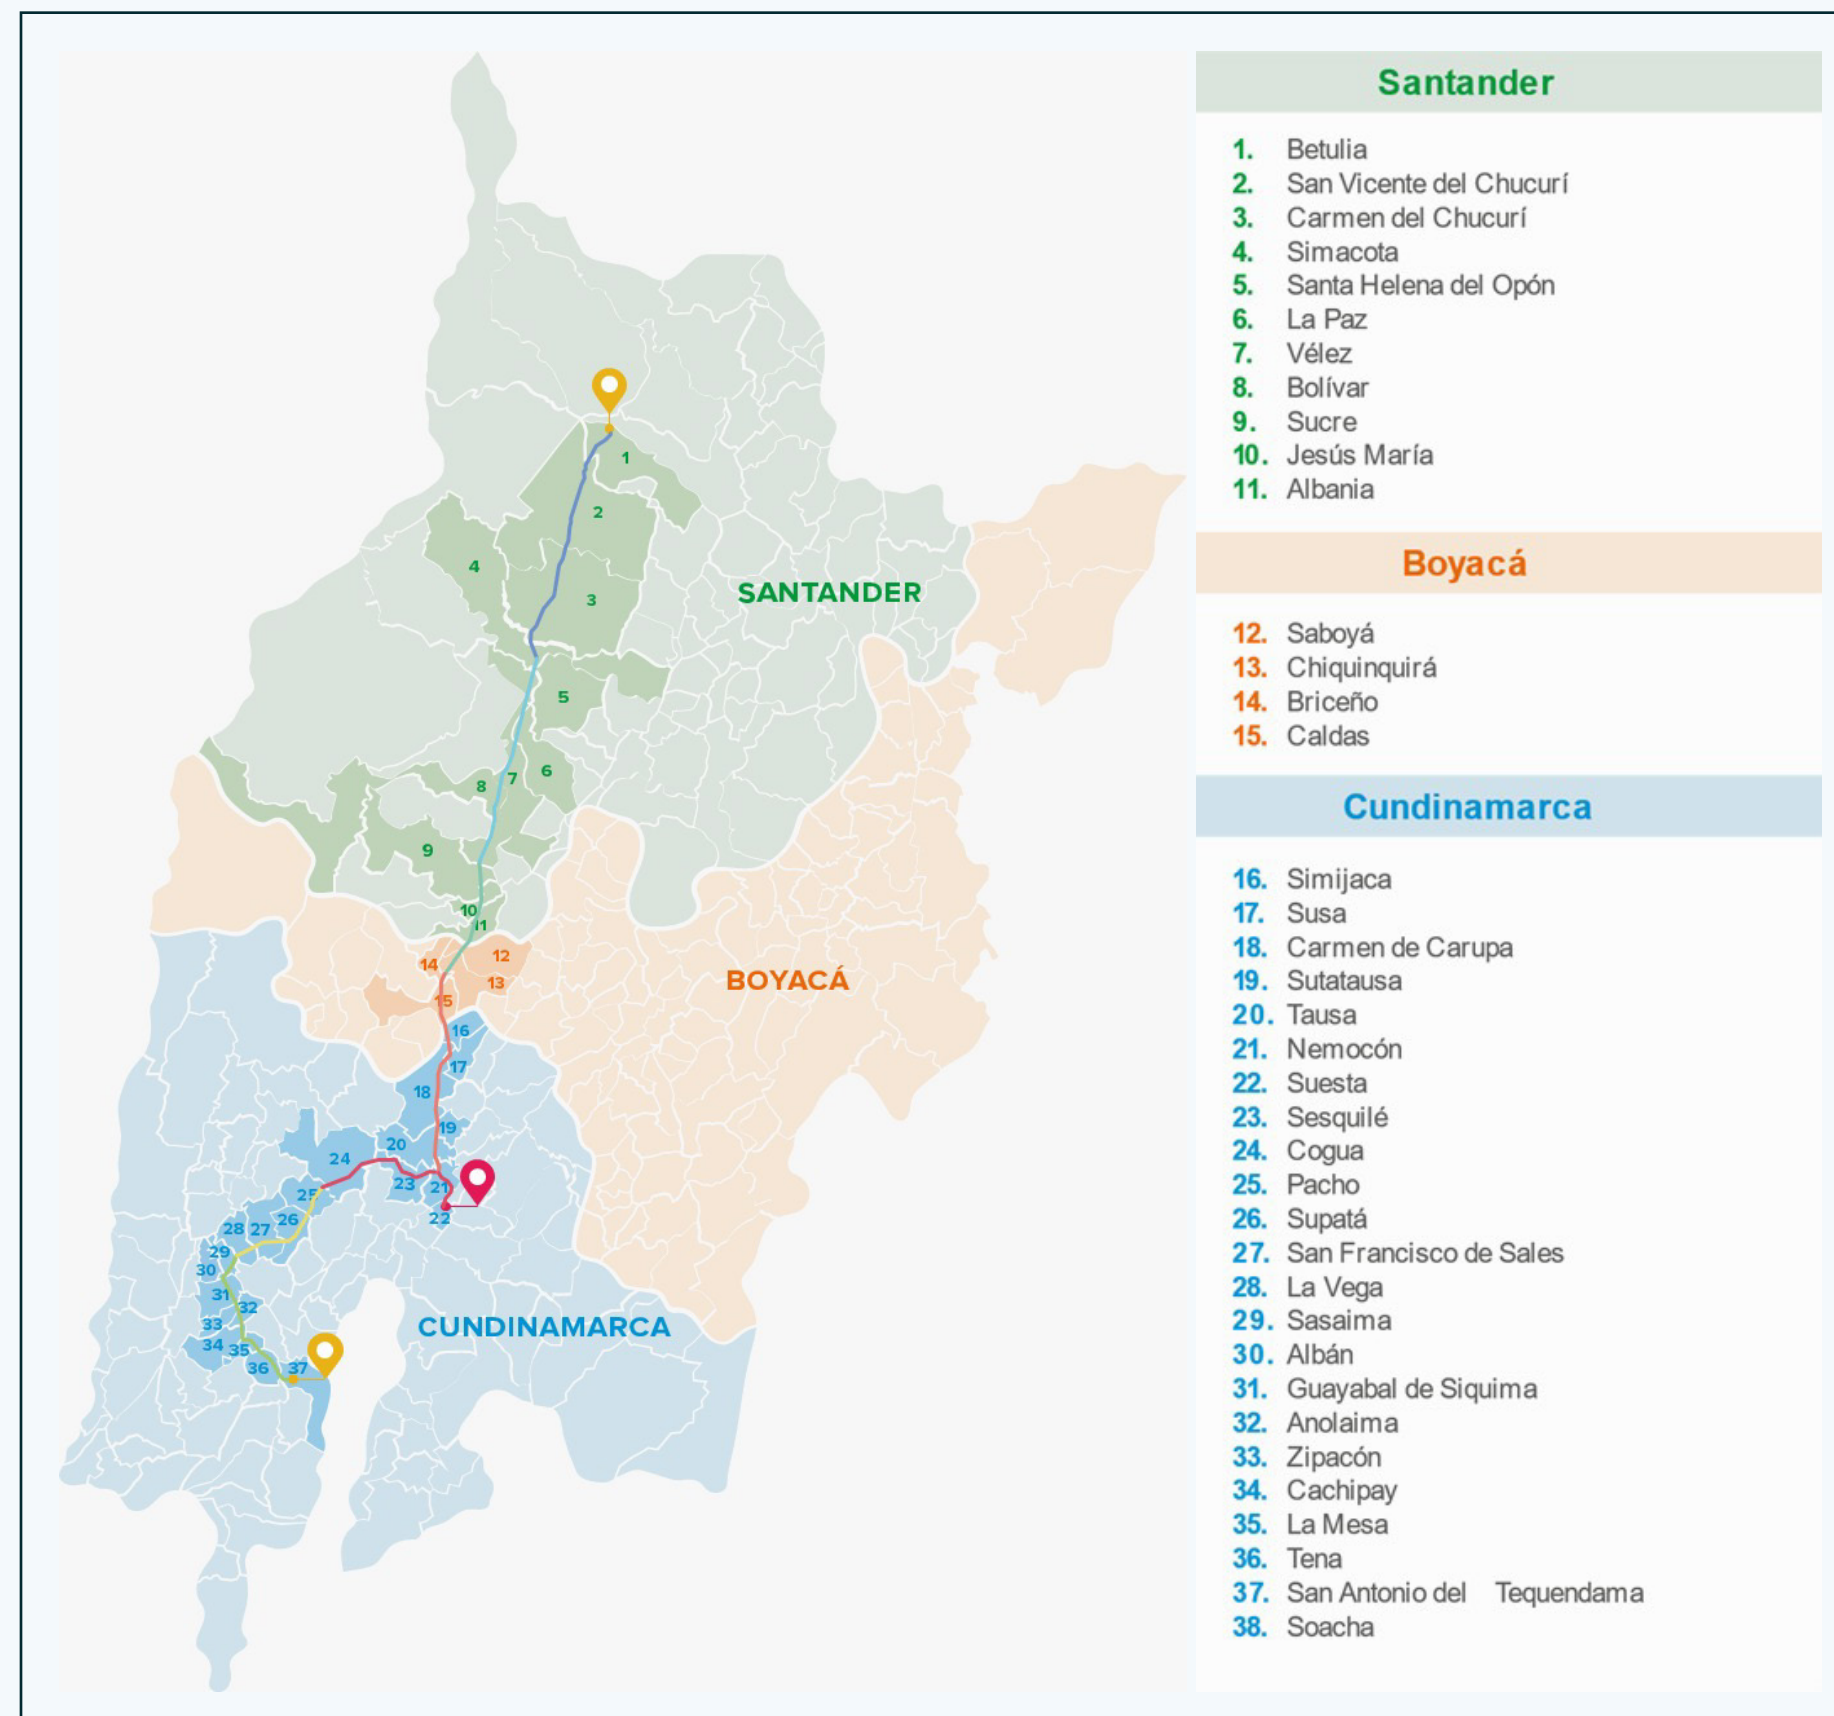 1
2
4
3
SANTANDER
5
6
7
8
9
10
11
12
14
13
BOYACÁ
15
16
17
18
19
20
24
23
21
25
22
26
28
27
29
30
31
32
33
CUNDINAMARCA
34
35
36
37
Santander
1. Betulia
2. San Vicente del Chucurí
3. Carmen del Chucurí
4. Simacota
5. Santa Helena del Opón
6. La Paz
7. Vélez
8. Bolívar
9. Sucre
10. Jesús María
11. Albania
Boyacá
12. Saboyá
13. Chiquinquirá
14. Briceño
15. Caldas
Cundinamarca
16. Simijaca
17. Susa
18. Carmen de Carupa
19. Sutatausa
20. Tausa
21. Nemocón
22. Suesta
23. Sesquilé
24. Cogua
25. Pacho
26. Supatá
27. San Francisco de Sales
28. La Vega
29. Sasaima
30. Albán
31. Guayabal de Siquima
32. Anolaima
33. Zipacón
34. Cachipay
35. La Mesa
36. Tena
37. San Antonio del Tequendama
38. Soacha